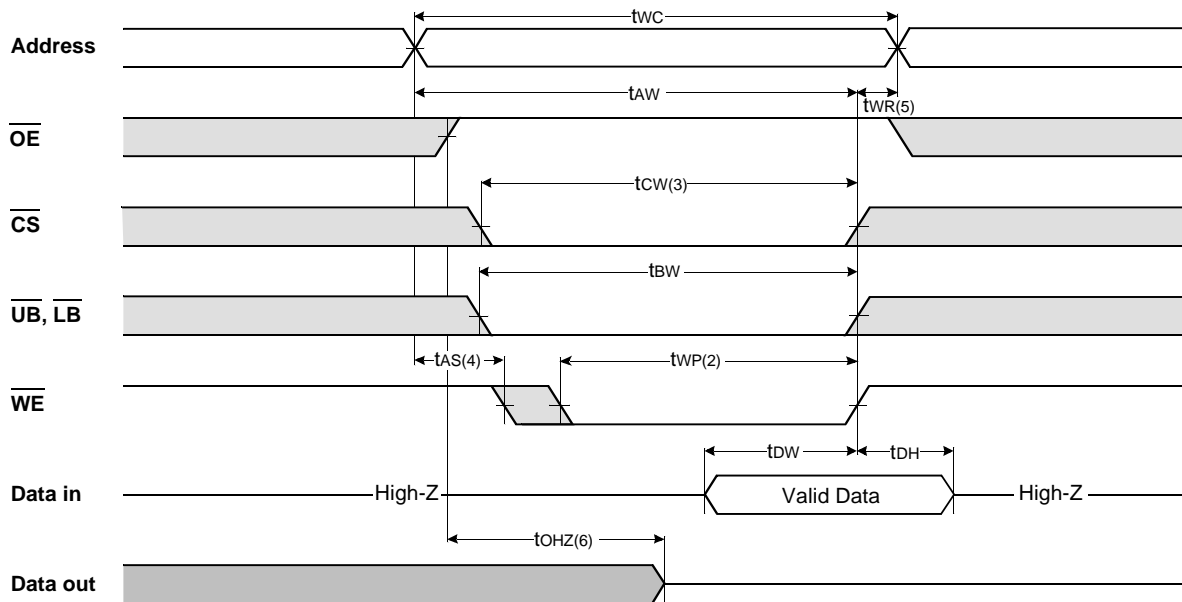 tWC
Address
tAW
tWR(5)
OE
tCW(3)
CS
tBW
UB, LB
tAS(4)
tWP(2)
WE
tDW
tDH
Data in
High-Z
Valid Data
High-Z
tOHZ(6)
Data out